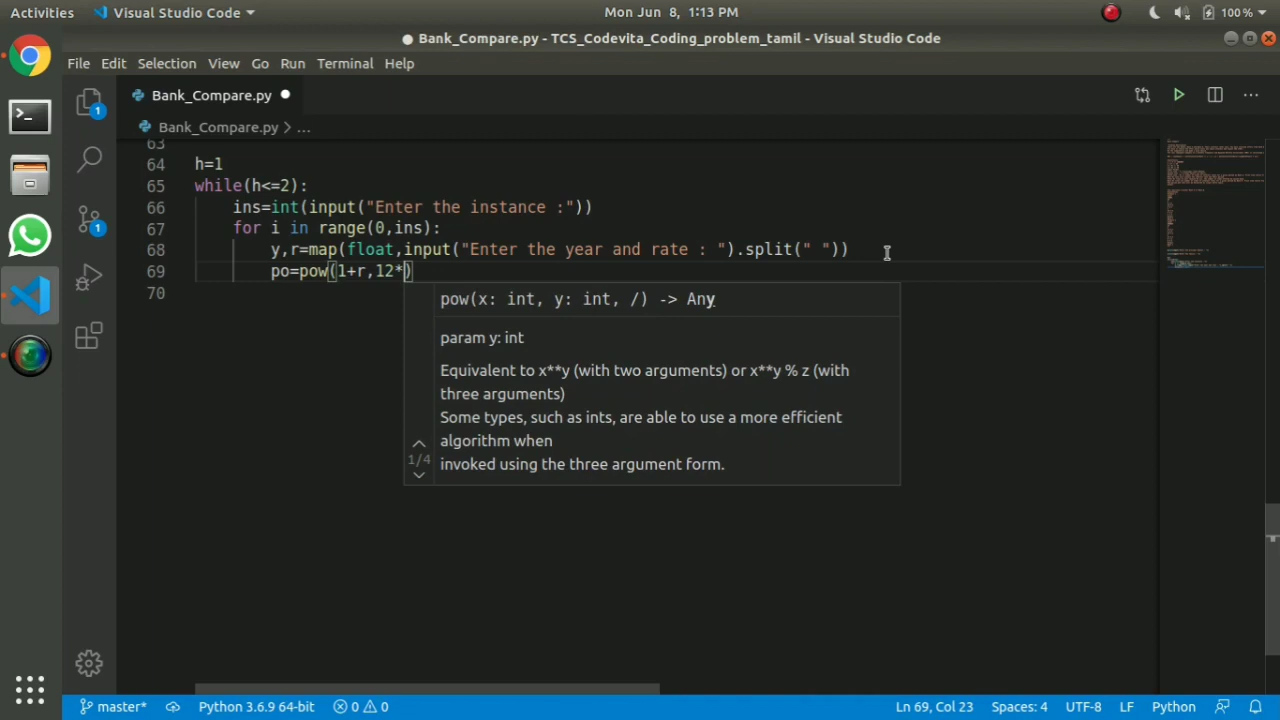 Activities Visual Studio Code Mon Jun 8, 1:13 PM 100%
Bank_Compare.py - TCS_Codevita_Coding_problem_tamil - Visual Studio Code
File Edit Selection View Go Run Terminal Help
1 Bank_Compare.py
Bank_Compare.py > ...
63
64 h=1
65 while(h<=2):
66 ins=int(input("Enter the instance :"))
67 for i in range(0,ins):
68 y,r=map(float,input("Enter the year and rate : ").split(" "))
69 po=pow(1+r,12*)
70
1
pow(x: int, y: int, /) -> Any
param y: int
Equivalent to x**y (with two arguments) or x**y % z (with
three arguments)
Some types, such as ints, are able to use a more efficient
algorithm when
invoked using the three argument form.
1/4
master* Python 3.6.9 64-bit 0 0 Ln 69, Col 23 Spaces: 4 UTF-8 LF Python